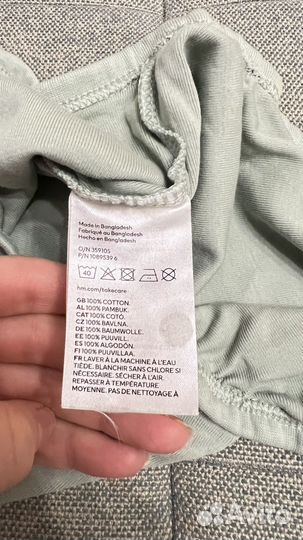 Made in Bangladesh
Fabriqué au Bangladesh
Hecho en Bangladesh
O/N 359105
P/N 1089539 6
40
hm.com/takecare
GB 100% COTTON.
AL 100% PAMBUK.
CAT 100% COTÓ.
CZ 100% BAVLNA.
DE 100% BAUMWOLLE.
EE 100% PUUVILL.
ES 100% ALGODÓN.
FI 100% PUUVILLAA.
FR LAVER À LA MACHINE À L'EAU
TIÈDE. BLANCHIR SANS CHLORE SI
NÉCESSAIRE. SÉCHER À L'AIR.
REPASSER À TEMPÉRATURE
MOYENNE. PAS DE NETTOYAGE À
Avito